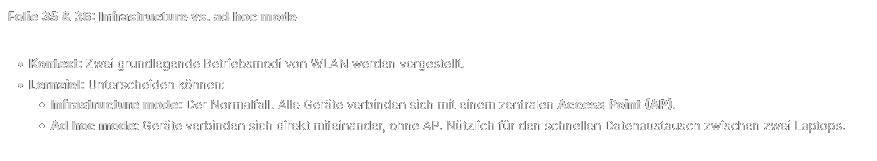 Folie 35 & 36: Infrastructure vs. ad hoc mode
Kontext: Zwei grundlegende Betriebsmodi von WLAN werden vorgestellt.
Lernziel: Unterscheiden können:
Infrastructure mode: Der Normalfall. Alle Geräte verbinden sich mit einem zentralen Access Point (AP).
Ad hoc mode: Geräte verbinden sich direkt miteinander, ohne AP. Nützlich für den schnellen Datenaustausch zwischen zwei Laptops.